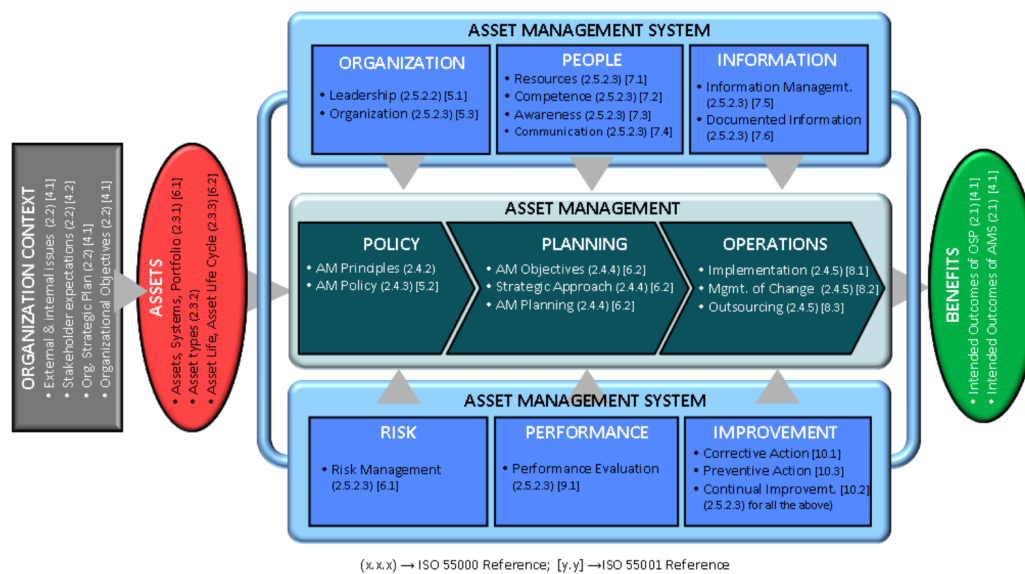 ASSET MANAGEMENT SYSTEM
ORGANIZATION
• Leadership (2.5.2.2) [5.1]
• Organization (2.5.2.3) [5.3]
PEOPLE
• Resources (2.5.2.3) [7.1]
• Competence (2.5.2.3) [7.2]
• Awareness (2.5.2.3) [7.3]
• Communication (2.5.2.3) [7.4]
INFORMATION
• Information Managemt.
(2.5.2.3) [7.5]
• Documented Information
(2.5.2.3) [7.6]
ORGANIZATION CONTEXT
• External & internal issues (2.2) [4.1]
• Stakeholder expectations (2.2) [4.2]
• Org. Strategic Plan (2.2) [4.1]
• Organizational Objectives (2.2) [4.1]
ASSETS
• Assets, Systems, Portfolio (2.3.1) [6.1]
• Asset types (2.3.2)
• Asset Life, Asset Life Cycle (2.3.3) [6.2]
ASSET MANAGEMENT
POLICY
• AM Principles (2.4.2)
• AM Policy (2.4.3) [5.2]
PLANNING
• AM Objectives (2.4.4) [6.2]
• Strategic Approach (2.4.4) [6.2]
• AM Planning (2.4.4) [6.2]
OPERATIONS
• Implementation (2.4.5) [8.1]
• Mgmt. of Change (2.4.5) [8.2]
• Outsourcing (2.4.5) [8.3]
BENEFITS
• Intended Outcomes of OSP (2.1) [4.1]
• Intended Outcomes of AMS (2.1) [4.1]
ASSET MANAGEMENT SYSTEM
RISK
• Risk Management
(2.5.2.3) [6.1]
PERFORMANCE
• Performance Evaluation
(2.5.2.3) [9.1]
IMPROVEMENT
• Corrective Action [10.1]
• Preventive Action [10.3]
• Continual Improvemt. [10.2]
(2.5.2.3) for all the above)
(x.x.x) → ISO 55000 Reference; [y.y] →ISO 55001 Reference